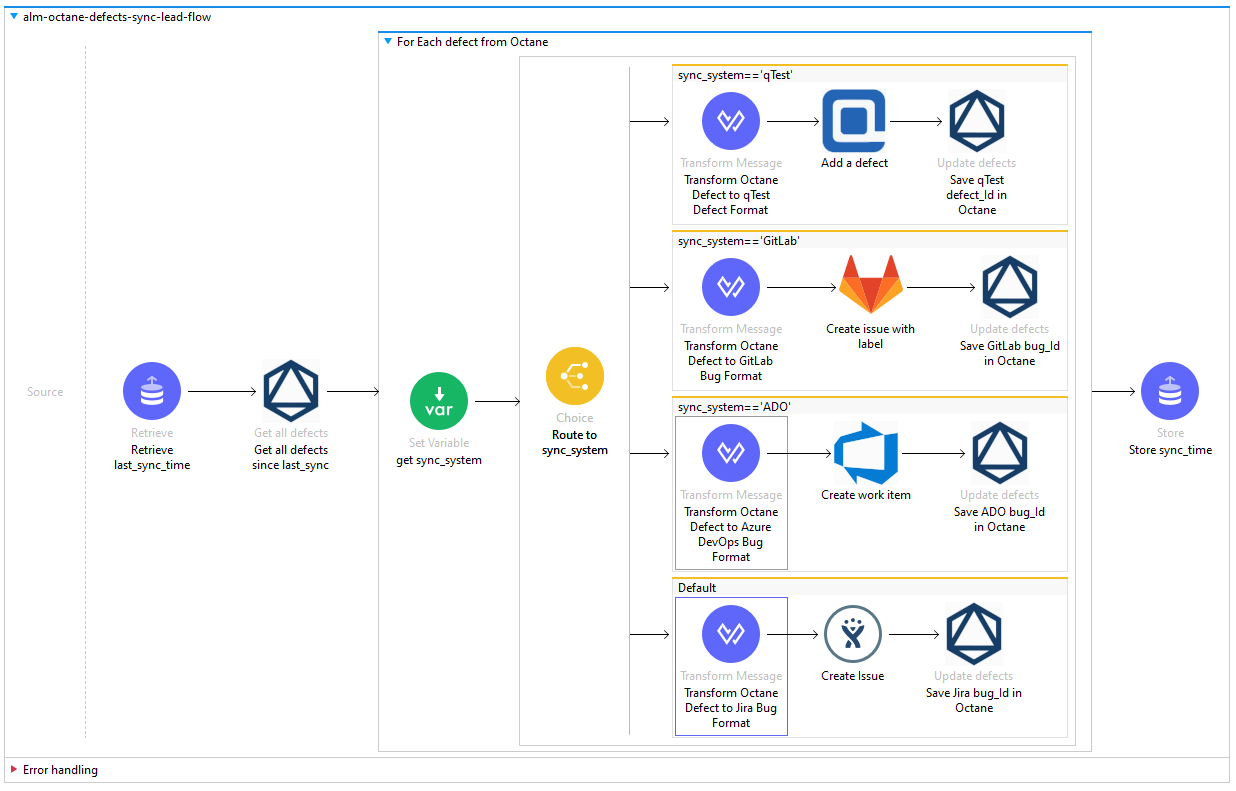 alm-octane-defects-sync-lead-flow
For Each defect from Octane
Source
Retrieve
Retrieve
last_sync_time
Get all defects
Get all defects
since last_sync
var
Set Variable
get sync_system
Choice
Route to
sync_system
sync_system=='qTest'
Transform Message
Transform Octane
Defect to qTest
Defect Format
Add a defect
Update defects
Save qTest
defect_Id in
Octane
sync_system=='GitLab'
Transform Message
Transform Octane
Defect to GitLab
Bug Format
Create issue with
label
Update defects
Save GitLab bug_Id
in Octane
sync_system=='ADO'
Transform Message
Transform Octane
Defect to Azure
DevOps Bug
Format
Create work item
Update defects
Save ADO bug_Id
in Octane
Default
Transform Message
Transform Octane
Defect to Jira Bug
Format
Create Issue
Update defects
Save Jira bug_Id in
Octane
Store
Store sync_time
Error handling